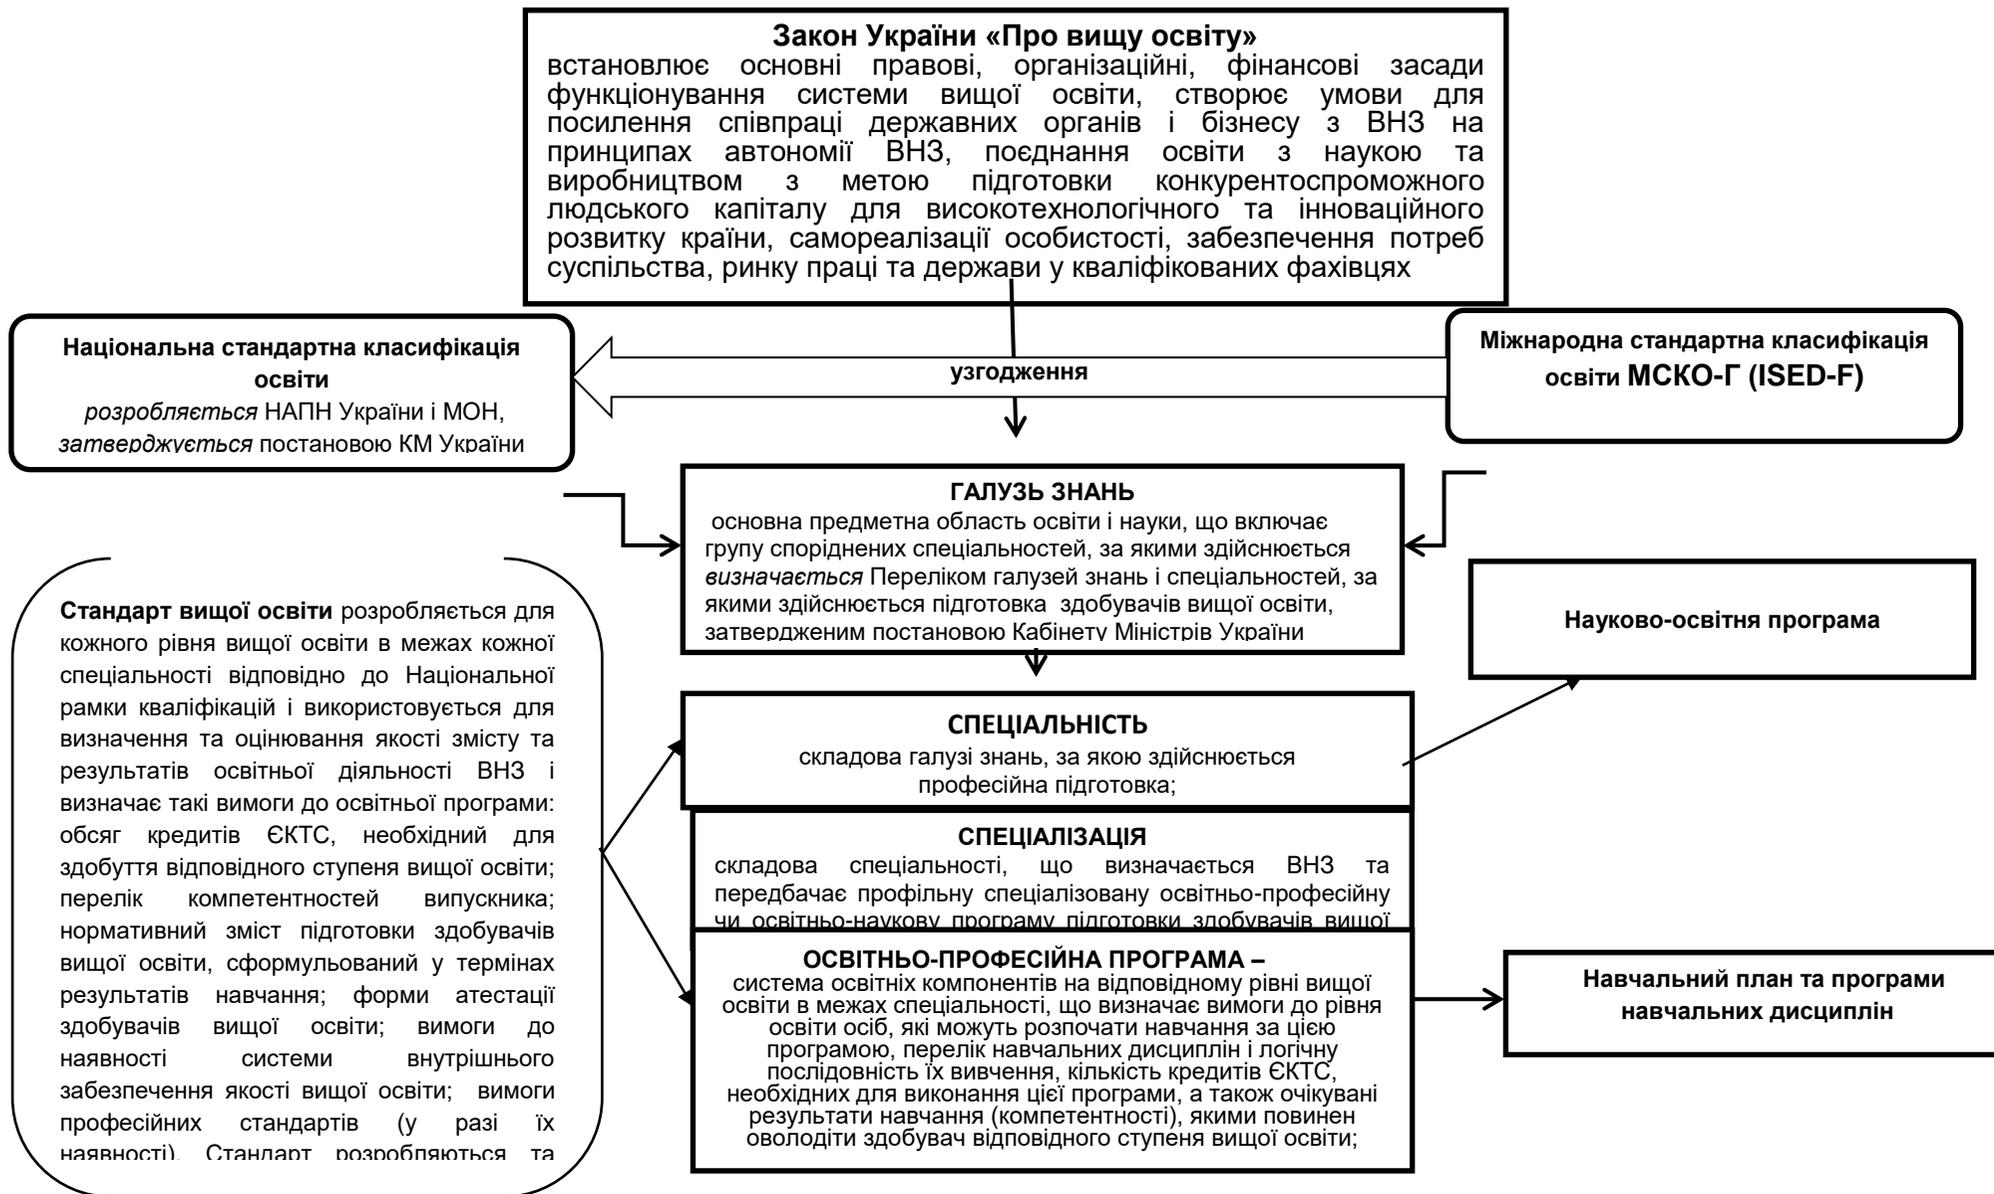 Закон України «Про вищу освіту»
встановлює основні правові, організаційні, фінансові засади
функціонування системи вищої освіти, створює умови для
посилення співпраці державних органів і бізнесу з ВНЗ на
принципах автономії ВНЗ, поєднання освіти з наукою та
виробництвом з метою підготовки конкурентоспроможного
людського капіталу для високотехнологічного та інноваційного
розвитку країни, самореалізації особистості, забезпечення потреб
суспільства, ринку праці та держави у кваліфікованих фахівцях
Національна стандартна класифікація
освіти
розробляється НАПН України і МОН,
затверджується постановою КМ України
узгодження
Міжнародна стандартна класифікація
освіти МСКО-Г (ISED-F)
ГАЛУЗЬ ЗНАНЬ
основна предметна область освіти і науки, що включає
групу споріднених спеціальностей, за якими здійснюється
визначається Переліком галузей знань і спеціальностей, за
якими здійснюється підготовка здобувачів вищої освіти,
затвердженим постановою Кабінету Міністрів України
Науково-освітня програма
Стандарт вищої освіти розробляється для
кожного рівня вищої освіти в межах кожної
спеціальності відповідно до Національної
рамки кваліфікацій і використовується для
визначення та оцінювання якості змісту та
результатів освітньої діяльності ВНЗ і
визначає такі вимоги до освітньої програми:
обсяг кредитів ЄКТС, необхідний для
здобуття відповідного ступеня вищої освіти;
перелік компетентностей випускника;
нормативний зміст підготовки здобувачів
вищої освіти, сформульований у термінах
результатів навчання; форми атестації
здобувачів вищої освіти; вимоги до
наявності системи внутрішнього
забезпечення якості вищої освіти; вимоги
професійних стандартів (у разі їх
наявності). Стандарт розробляються та
СПЕЦІАЛЬНІСТЬ
складова галузі знань, за якою здійснюється
професійна підготовка;
СПЕЦІАЛІЗАЦІЯ
складова спеціальності, що визначається ВНЗ та
передбачає профільну спеціалізовану освітньо-професійну
чи освітньо-наукову програму підготовки здобувачів вищої
ОСВІТНЬО-ПРОФЕСІЙНА ПРОГРАМА –
система освітніх компонентів на відповідному рівні вищої
освіти в межах спеціальності, що визначає вимоги до рівня
освіти осіб, які можуть розпочати навчання за цією
програмою, перелік навчальних дисциплін і логічну
послідовність їх вивчення, кількість кредитів ЄКТС,
необхідних для виконання цієї програми, а також очікувані
результати навчання (компетентності), якими повинен
оволодіти здобувач відповідного ступеня вищої освіти;
Навчальний план та програми
навчальних дисциплін